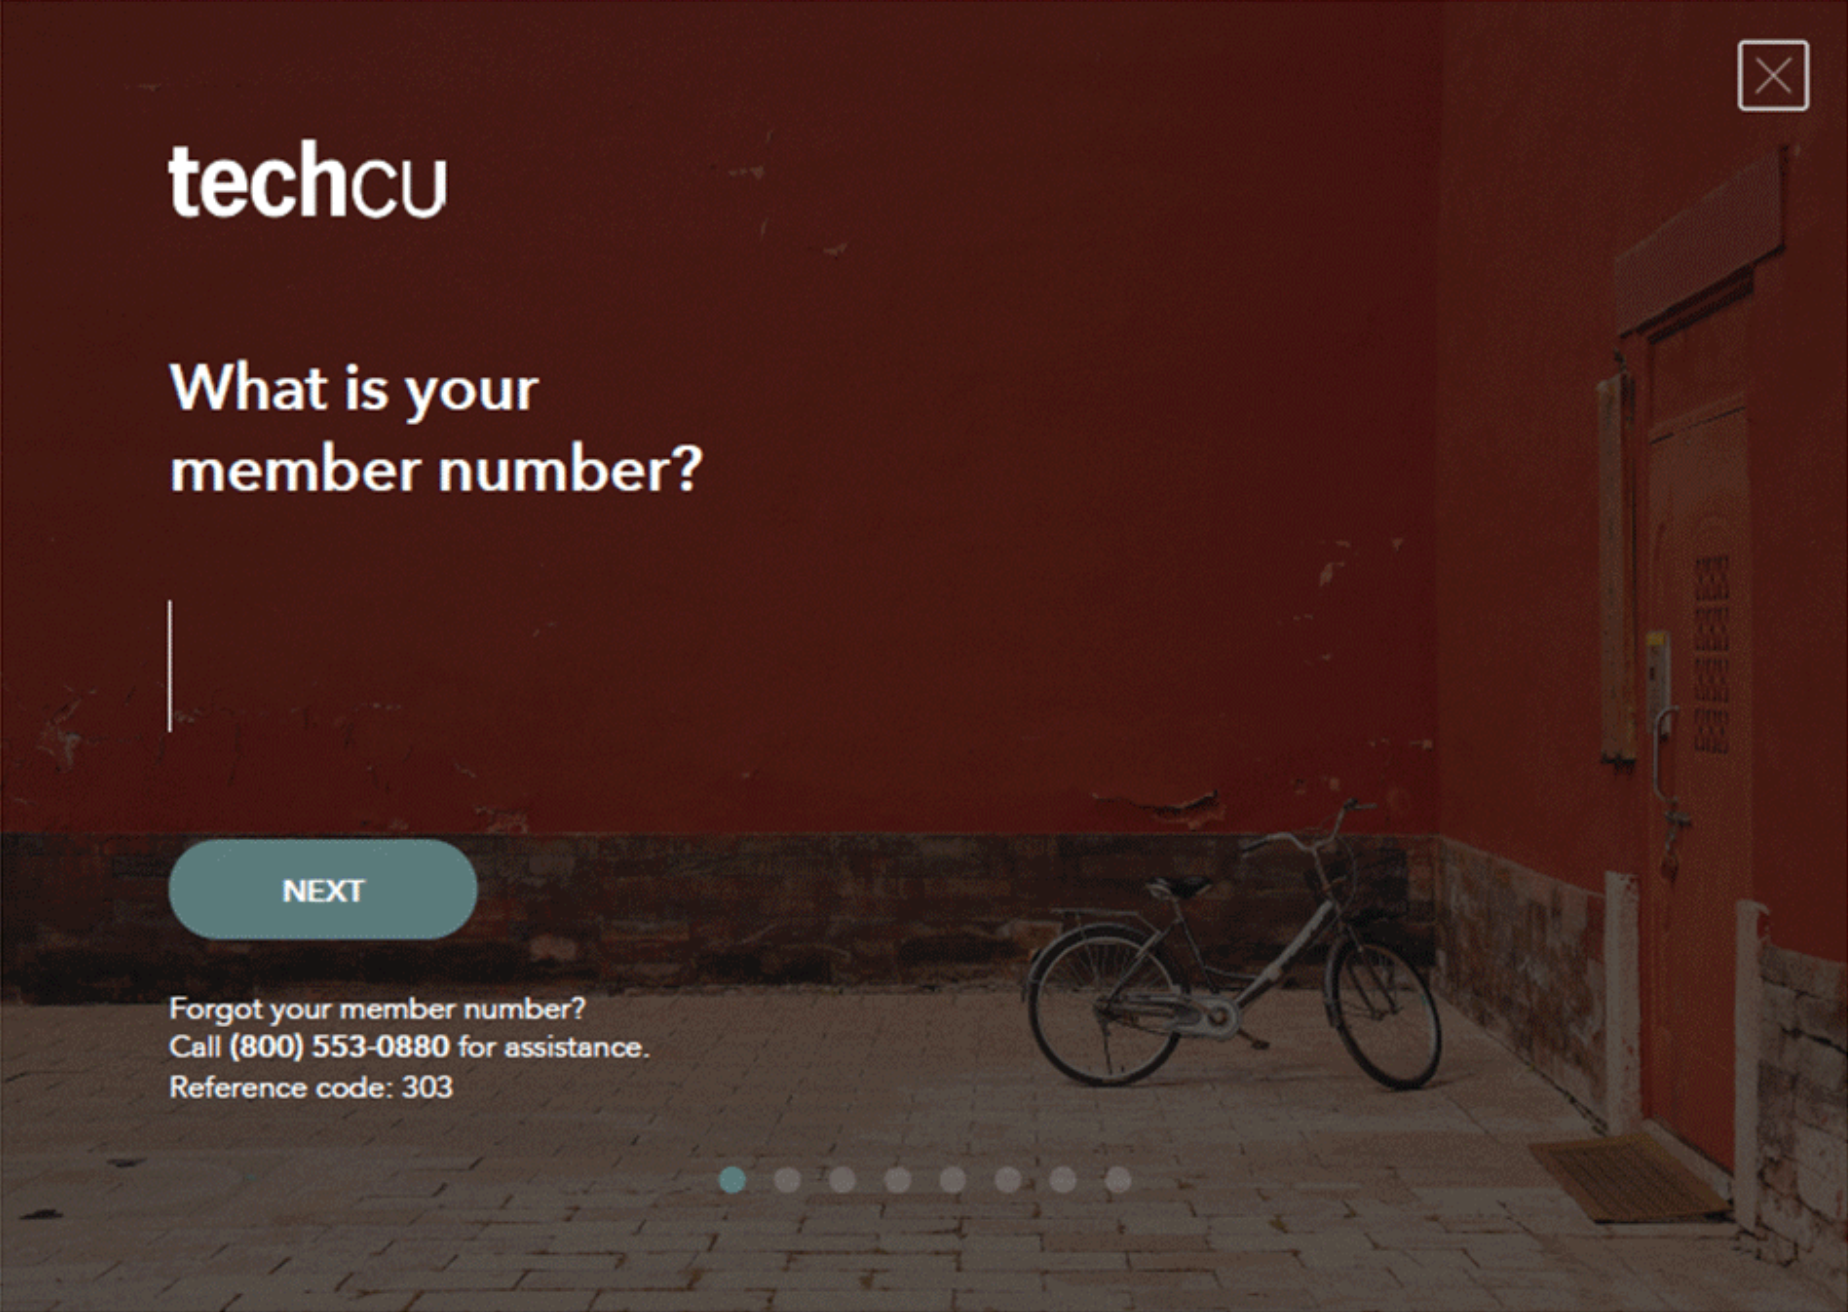 techcu
What is your
member number?
NEXT
Forgot your member number?
Call (800) 553-0880 for assistance.
Reference code: 303